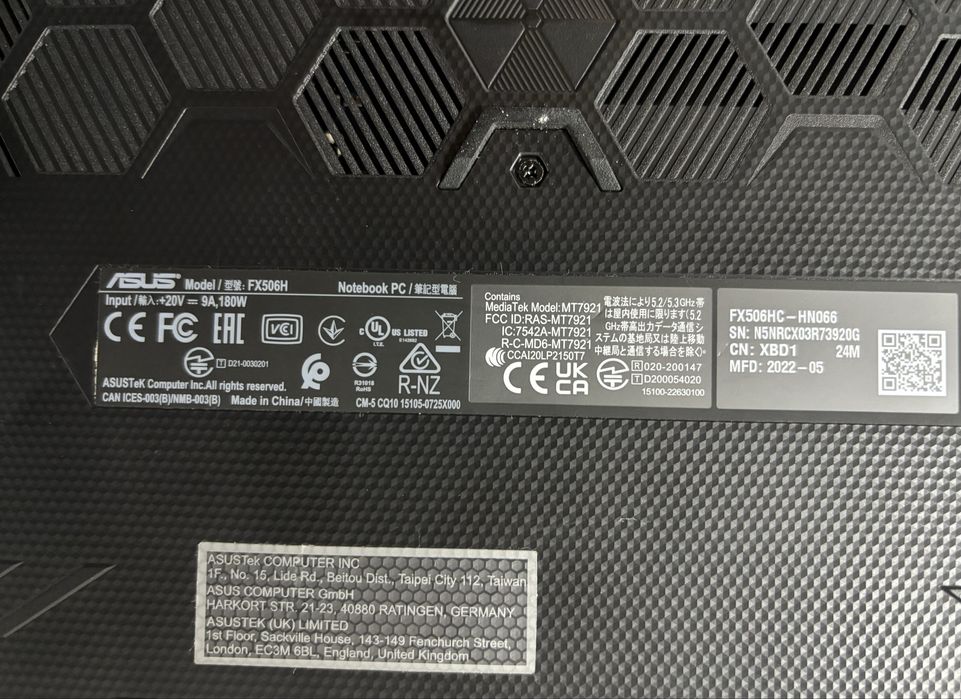 ASUS Model / 型號: FX506H Notebook PC / 筆記型電腦
Input /輸入:+20V ⎓ 9A,180W
CE FC EAC VCI c UL US LISTED
I.T.E. E142692
T D21-0030201
R31018
RoHS
R-NZ
ASUSTeK Computer Inc.All rights reserved.
CAN ICES-003(B)/NMB-003(B) Made in China/中國製造 CM-5 CQ10 15105-0725X000
Contains
MediaTek Model:MT7921
FCC ID:RAS-MT7921
IC:7542A-MT7921
R-C-MD6-MT7921
CCAI20LP2150T7
CE UK CA
電波法により5.2/5.3GHz帯
は屋内使用に限ります(5.2
GHz帯高出力データ通信シ
ステムの基地局又は陸上移動
中継局と通信する場合を除く)。
R 020-200147
T D200054020
15100-22630100
FX506HC-HN066
SN: N5NRCX03R73920G
CN: XBD1 24M
MFD: 2022-05
ASUSTek COMPUTER INC
1F., No. 15, Lide Rd., Beitou Dist., Taipei City 112, Taiwan
ASUS COMPUTER GmbH
HARKORT STR. 21-23, 40880 RATINGEN, GERMANY
ASUSTEK (UK) LIMITED
1st Floor, Sackville House, 143-149 Fenchurch Street,
London, EC3M 6BL, England, United Kingdom